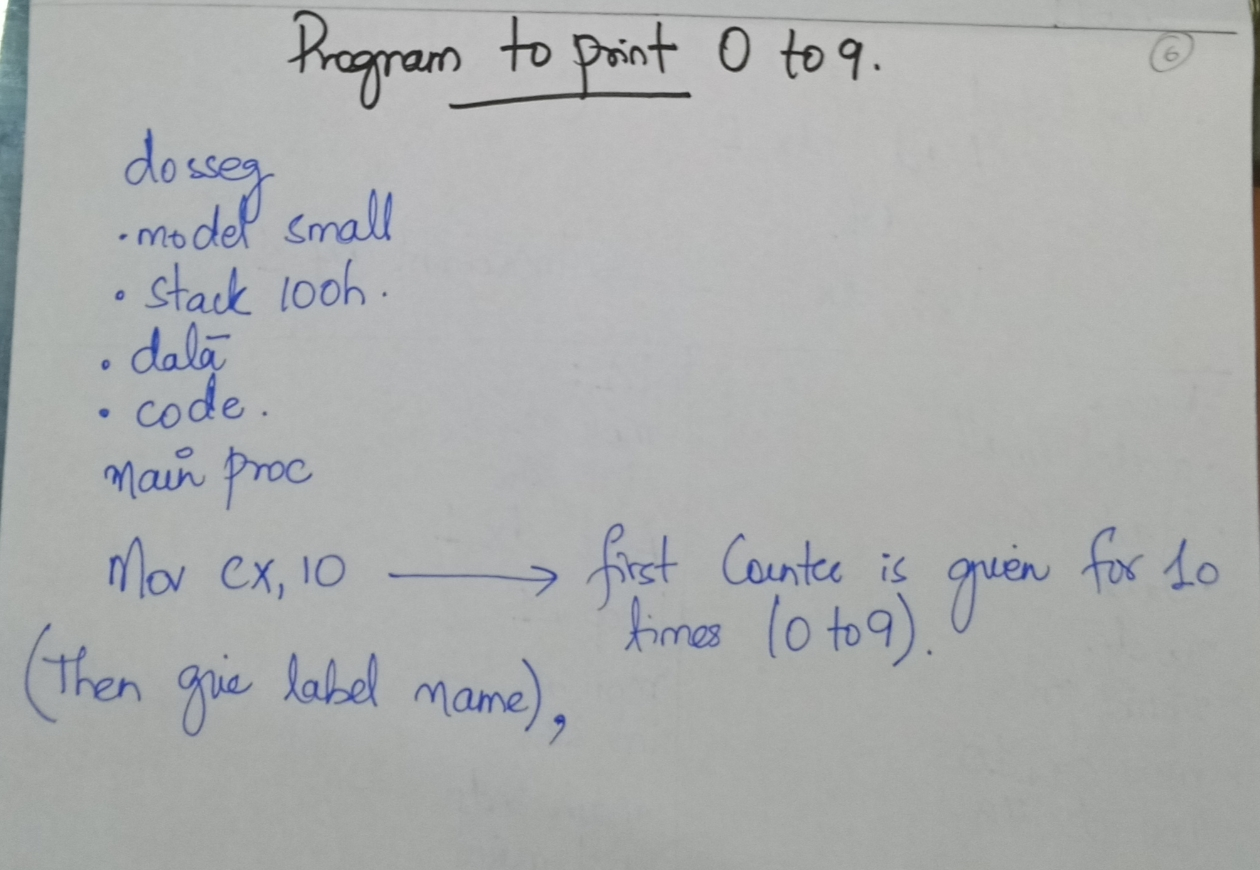 Program to print 0 to 9.
6
dosseg
.model small
. stack 100h.
. data
. code.
main proc
Mov cx, 10 → first Counter is given for 10
times (0 to 9).
(Then give label name),